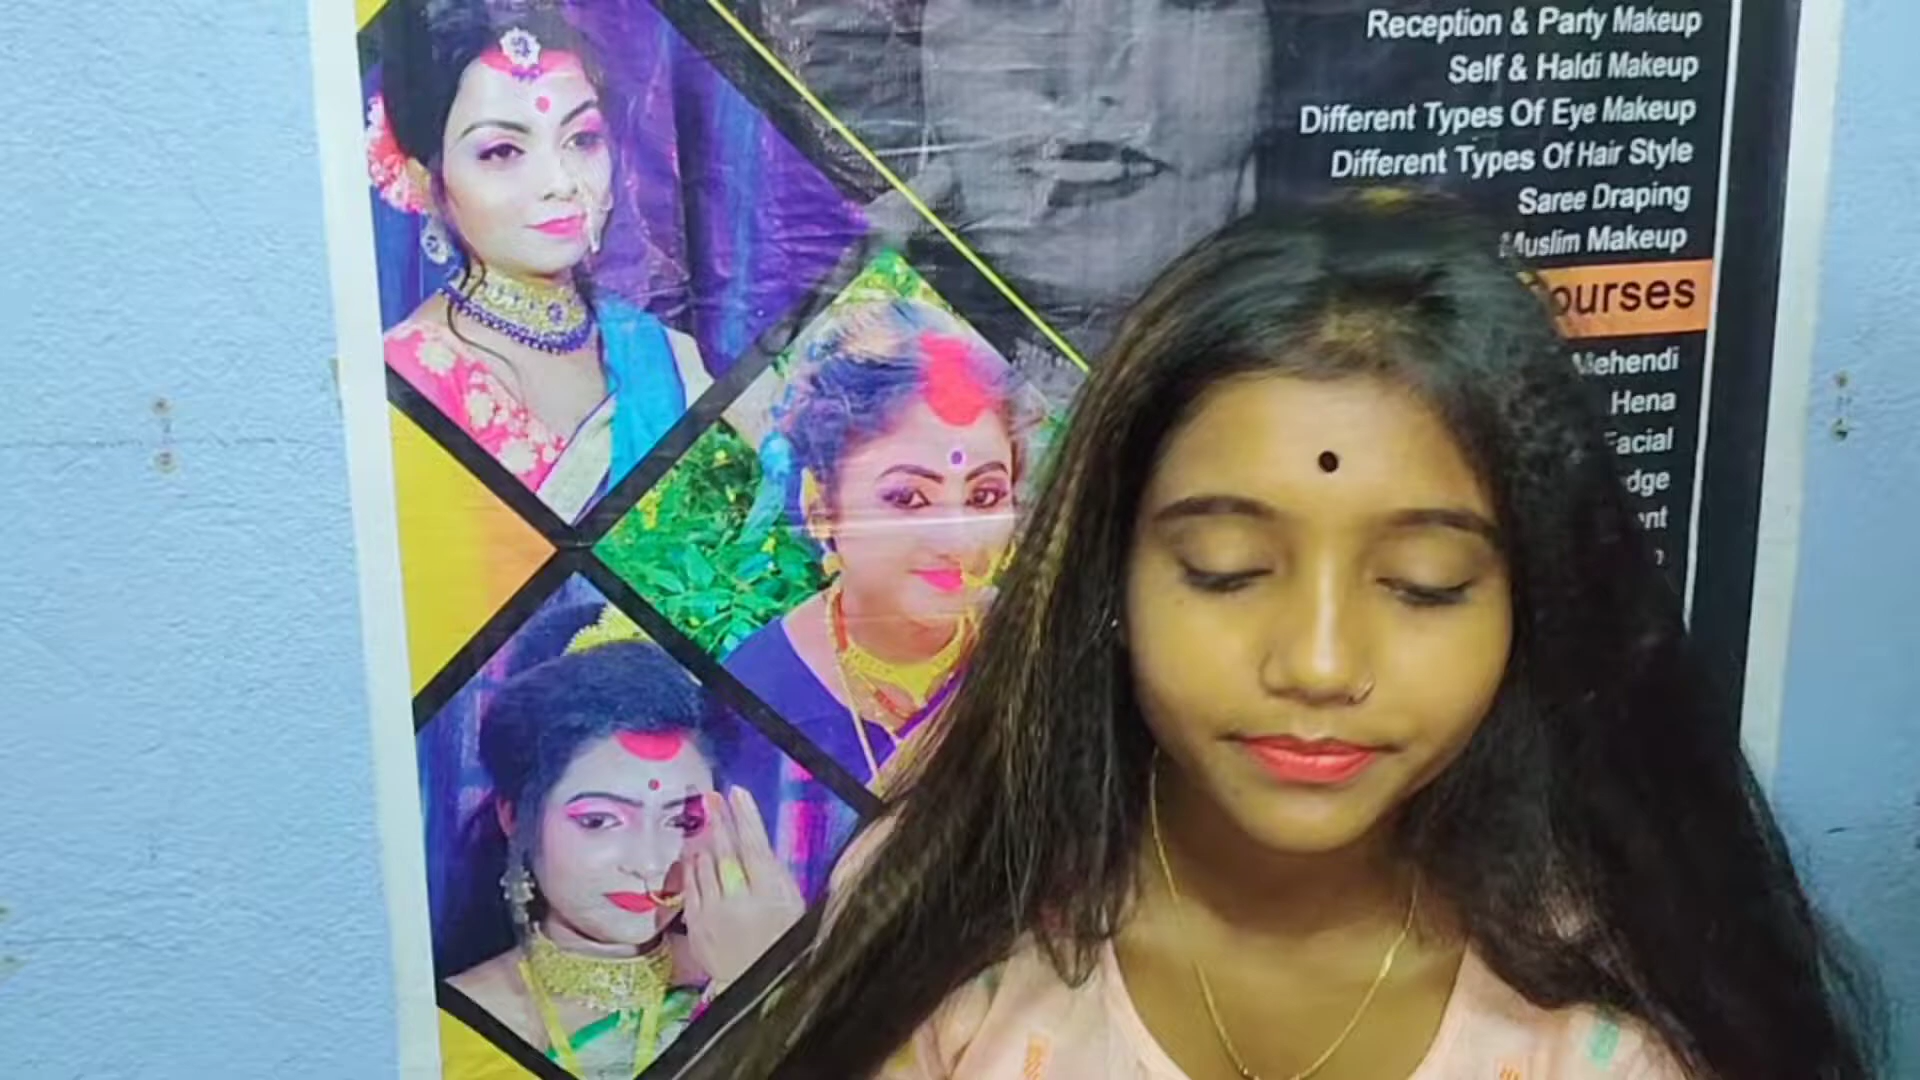 Reception & Party Makeup
Self & Haldi Makeup
Different Types Of Eye Makeup
Different Types Of Hair Style
Saree Draping
Muslim Makeup
ourses
Mehendi
Hena
Facial
dge
nt